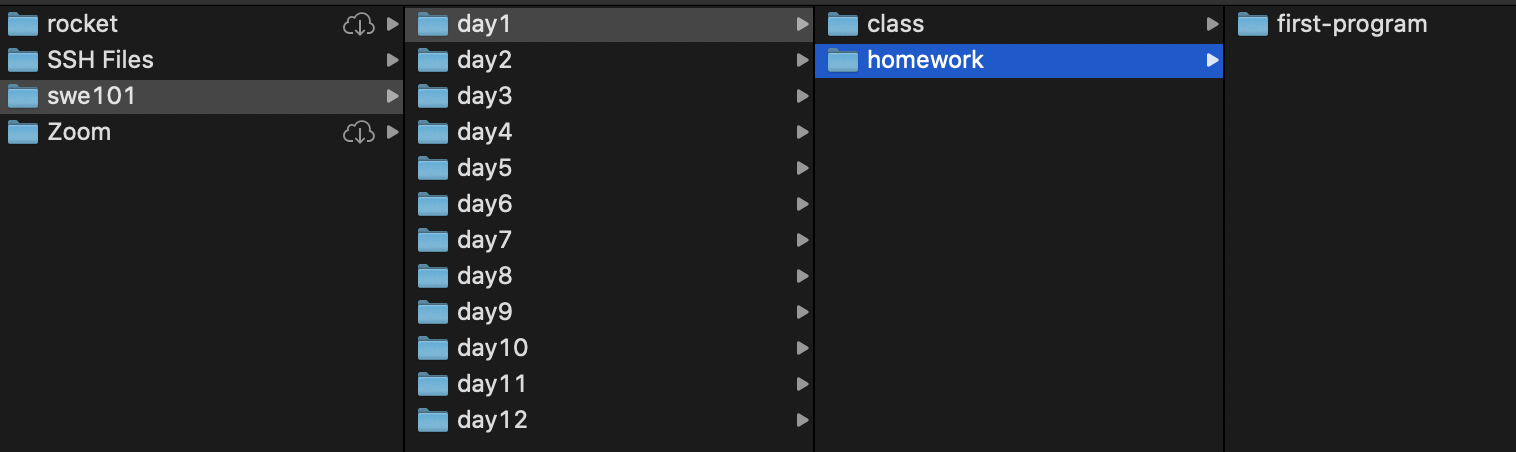 rocket
SSH Files
swe101
Zoom
day1
day2
day3
day4
day5
day6
day7
day8
day9
day10
day11
day12
class
homework
first-program